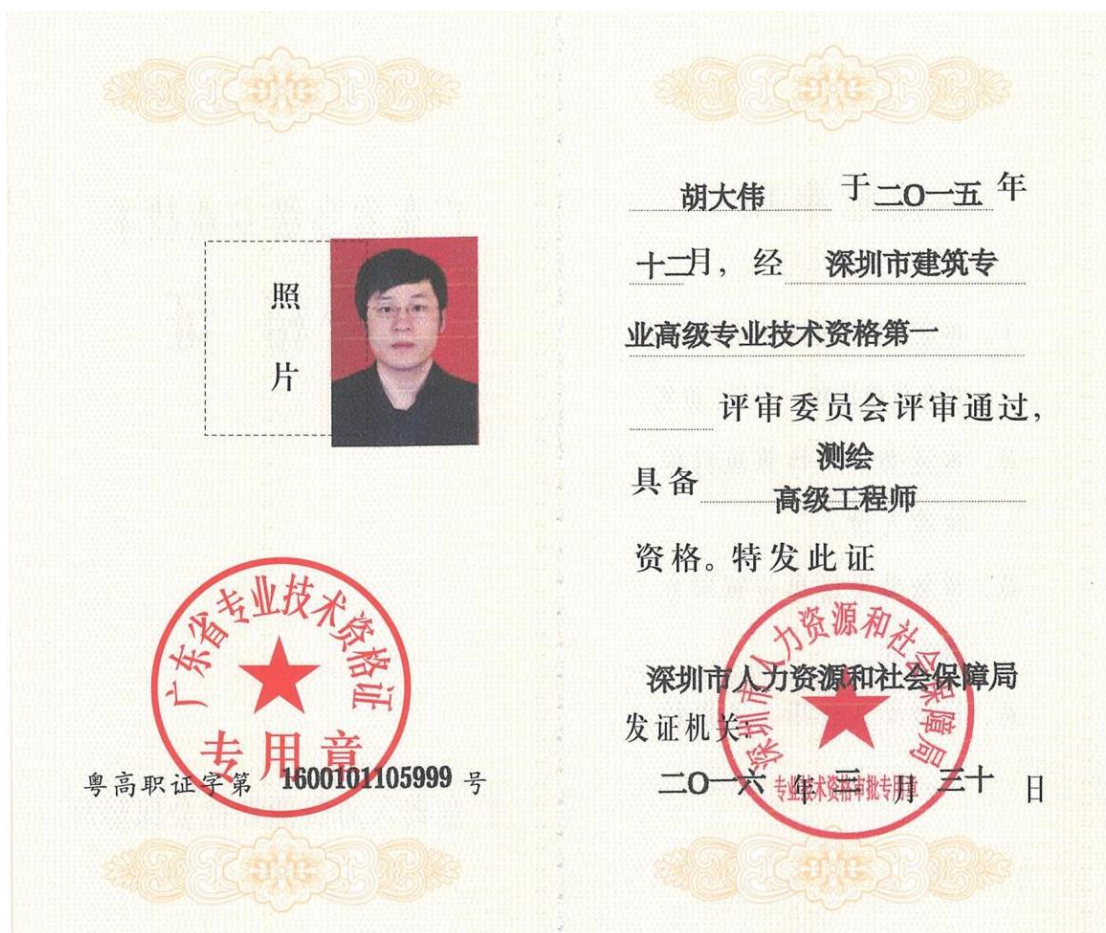 照
片
广东省专业技术资格证
专用章
粤高职证字第 1600101105999 号
胡大伟 于 二O一五 年
十二月，经 深圳市建筑专
业高级专业技术资格第一
评审委员会评审通过，
测绘
具备 高级工程师
资格。特发此证
深圳市人力资源和社会保障局
深圳市人力资源和社会保障局
发证机关：
二O一六 年 三 月 三十 日
专业技术资格审批专用章